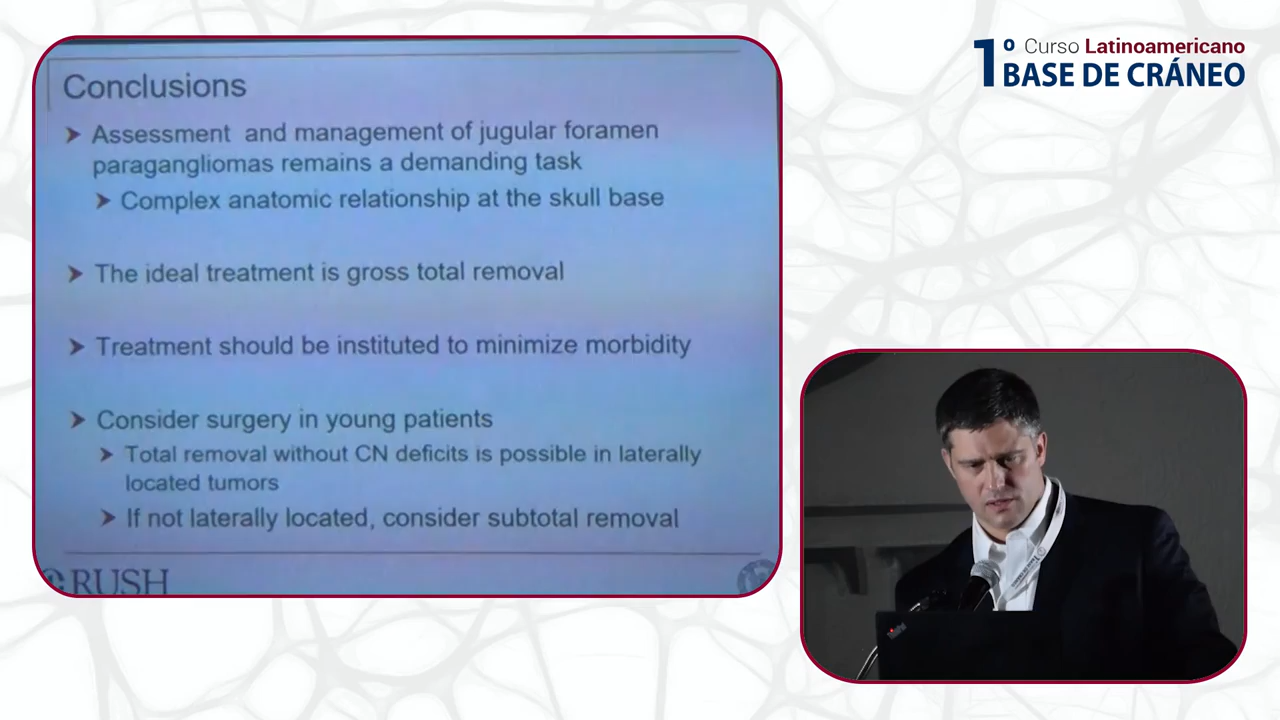 Conclusions
Assessment and management of jugular foramen
paragangliomas remains a demanding task
Complex anatomic relationship at the skull base
The ideal treatment is gross total removal
Treatment should be instituted to minimize morbidity
Consider surgery in young patients
Total removal without CN deficits is possible in laterally
located tumors
If not laterally located, consider subtotal removal
RUSH
1º Curso Latinoamericano
BASE DE CRÁNEO